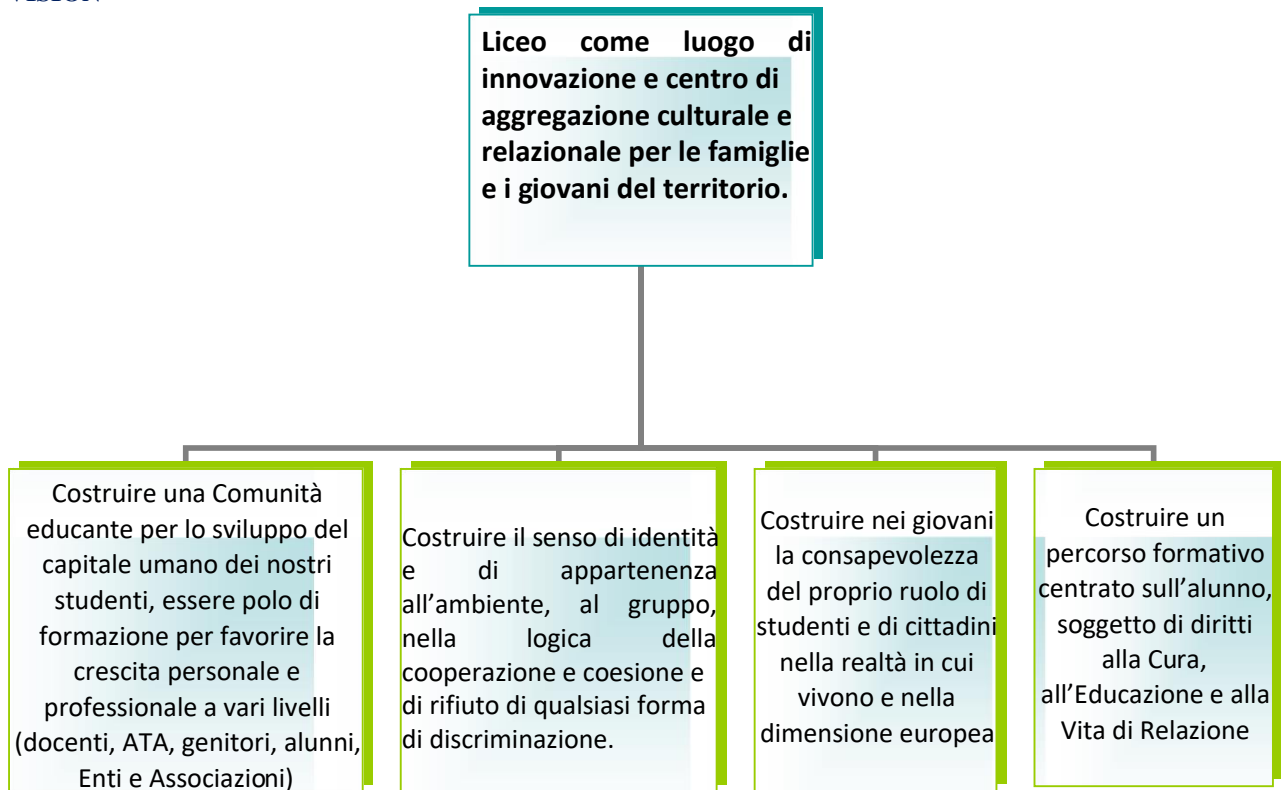 VISION
Liceo come luogo di
innovazione e centro di
aggregazione culturale e
relazionale per le famiglie
e i giovani del territorio.
Costruire una Comunità
educante per lo sviluppo del
capitale umano dei nostri
studenti, essere polo di
formazione per favorire la
crescita personale e
professionale a vari livelli
(docenti, ATA, genitori, alunni,
Enti e Associazioni)
Costruire il senso di identità
e di appartenenza
all’ambiente, al gruppo,
nella logica della
cooperazione e coesione e
di rifiuto di qualsiasi forma
di discriminazione.
Costruire nei giovani
la consapevolezza
del proprio ruolo di
studenti e di cittadini
nella realtà in cui
vivono e nella
dimensione europea
Costruire un
percorso formativo
centrato sull’alunno,
soggetto di diritti
alla Cura,
all’Educazione e alla
Vita di Relazione